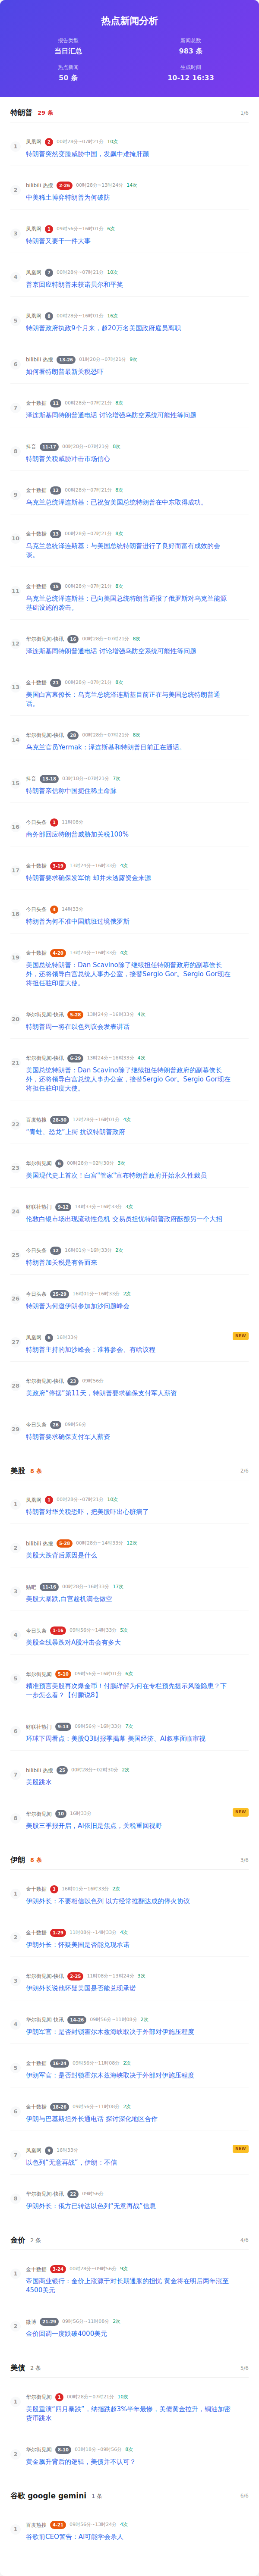 热点新闻分析
报告类型
新闻总数
当日汇总
983 条
热点新闻
生成时间
50 条
10-12 16:33
特朗普 29 条 1/6
1 凤凰网 2 00时28分~07时21分 10次
特朗普突然变脸威胁中国，发飙中难掩肝颤
2 bilibili 热搜 2-26 00时28分~13时24分 14次
中美稀土博弈特朗普为何破防
3 凤凰网 3 09时56分~16时01分 6次
特朗普又要干一件大事
4 凤凰网 7 00时28分~07时21分 10次
普京回应特朗普未获诺贝尔和平奖
5 凤凰网 8 00时28分~16时01分 16次
特朗普政府执政9个月来，超20万名美国政府雇员离职
6 bilibili 热搜 13-26 01时20分~07时21分 9次
如何看特朗普最新关税恐吓
7 金十数据 11 00时28分~07时21分 8次
泽连斯基同特朗普通电话 讨论增强乌防空系统可能性等问题
8 抖音 11-17 00时28分~07时21分 8次
特朗普关税威胁冲击市场信心
9 金十数据 12 00时28分~07时21分 8次
乌克兰总统泽连斯基：已祝贺美国总统特朗普在中东取得成功。
10 金十数据 13 00时28分~07时21分 8次
乌克兰总统泽连斯基：与美国总统特朗普进行了良好而富有成效的会
谈。
11 金十数据 15 00时28分~07时21分 8次
乌克兰总统泽连斯基：已向美国总统特朗普通报了俄罗斯对乌克兰能源
基础设施的袭击。
12 华尔街见闻-快讯 16 00时28分~07时21分 8次
泽连斯基同特朗普通电话 讨论增强乌防空系统可能性等问题
13 金十数据 21 00时28分~07时21分 8次
美国白宫幕僚长：乌克兰总统泽连斯基目前正在与美国总统特朗普通
话。
14 华尔街见闻-快讯 28 00时28分~07时21分 8次
乌克兰官员Yermak：泽连斯基和特朗普目前正在通话。
15 抖音 13-18 02时18分~07时21分 7次
特朗普亲信称中国扼住稀土命脉
16 今日头条 1 11时08分
商务部回应特朗普威胁加关税100%
17 金十数据 3-19 13时24分~16时33分 4次
特朗普要求确保发军饷 却并未透露资金来源
18 今日头条 4 14时33分
特朗普为何不准中国航班过境俄罗斯
19 金十数据 4-20 13时24分~16时33分 4次
美国总统特朗普：Dan Scavino除了继续担任特朗普政府的副幕僚长
外，还将领导白宫总统人事办公室，接替Sergio Gor。Sergio Gor现在
将担任驻印度大使。
20 华尔街见闻-快讯 5-28 13时24分~16时33分 4次
特朗普周一将在以色列议会发表讲话
21 华尔街见闻-快讯 6-29 13时24分~16时33分 4次
美国总统特朗普：Dan Scavino除了继续担任特朗普政府的副幕僚长
外，还将领导白宫总统人事办公室，接替Sergio Gor。Sergio Gor现在
将担任驻印度大使。
22 百度热搜 28-30 12时28分~16时01分 4次
“青蛙、恐龙”上街 抗议特朗普政府
23 华尔街见闻 6 00时28分~02时30分 3次
美国现代史上首次！白宫“管家”宣布特朗普政府开始永久性裁员
24 财联社热门 9-12 14时33分~16时33分 3次
伦敦白银市场出现流动性危机 交易员担忧特朗普政府酝酿另一个大招
25 今日头条 12 16时01分~16时33分 2次
特朗普加关税是有备而来
26 今日头条 25-29 16时01分~16时33分 2次
特朗普为何邀伊朗参加加沙问题峰会
27 凤凰网 6 16时33分 NEW
特朗普主持的加沙峰会：谁将参会、有啥议程
28 华尔街见闻-快讯 23 09时56分
美政府“停摆”第11天，特朗普要求确保支付军人薪资
29 今日头条 26 09时56分
特朗普要求确保支付军人薪资
美股 8 条 2/6
1 凤凰网 1 00时28分~07时21分 10次
特朗普对华关税恐吓，把美股吓出心脏病了
2 bilibili 热搜 5-28 00时28分~14时33分 12次
美股大跌背后原因是什么
3 贴吧 11-16 00时28分~16时33分 17次
美股大暴跌,白宫趁机满仓做空
4 今日头条 1-16 09时56分~14时33分 5次
美股全线暴跌对A股冲击会有多大
5 华尔街见闻 5-10 09时56分~16时01分 6次
精准预言美股再次爆金币！付鹏详解为何在专栏预先提示风险隐患？下
一步怎么看？【付鹏说8】
6 财联社热门 9-13 09时56分~16时33分 7次
环球下周看点：美股Q3财报季揭幕 美国经济、AI叙事面临审视
7 bilibili 热搜 25 00时28分~02时30分 2次
美股跳水
8 华尔街见闻 10 16时33分 NEW
美股三季报开启，AI依旧是焦点，关税重回视野
伊朗 8 条 3/6
1 金十数据 3 16时01分~16时33分 2次
伊朗外长：不要相信以色列 以方经常推翻达成的停火协议
2 金十数据 1-29 11时08分~14时33分 4次
伊朗外长：怀疑美国是否能兑现承诺
3 华尔街见闻-快讯 2-25 11时08分~13时24分 3次
伊朗外长说他怀疑美国是否能兑现承诺
4 华尔街见闻-快讯 14-26 09时56分~11时08分 2次
伊朗军官：是否封锁霍尔木兹海峡取决于外部对伊施压程度
5 金十数据 16-24 09时56分~11时08分 2次
伊朗军官：是否封锁霍尔木兹海峡取决于外部对伊施压程度
6 金十数据 18-26 09时56分~11时08分 2次
伊朗与巴基斯坦外长通电话 探讨深化地区合作
7 凤凰网 9 16时33分 NEW
以色列“无意再战”，伊朗：不信
8 华尔街见闻-快讯 22 09时56分
伊朗外长：俄方已转达以色列“无意再战”信息
金价 2 条 4/6
1 金十数据 3-24 00时28分~09时56分 9次
帝国商业银行：金价上涨源于对长期通胀的担忧 黄金将在明后两年涨至
4500美元
2 微博 21-29 09时56分~11时08分 2次
金价回调一度跌破4000美元
美债 2 条 5/6
1 华尔街见闻 1 00时28分~07时21分 10次
美股重演“四月暴跌”，纳指跌超3%半年最惨，美债黄金拉升，铜油加密
货币跳水
2 华尔街见闻 8-10 03时18分~09时56分 8次
黄金飙升背后的逻辑，美债并不认可？
谷歌 google gemini 1 条 6/6
1 百度热搜 4-21 09时56分~13时24分 4次
谷歌前CEO警告：AI可能学会杀人